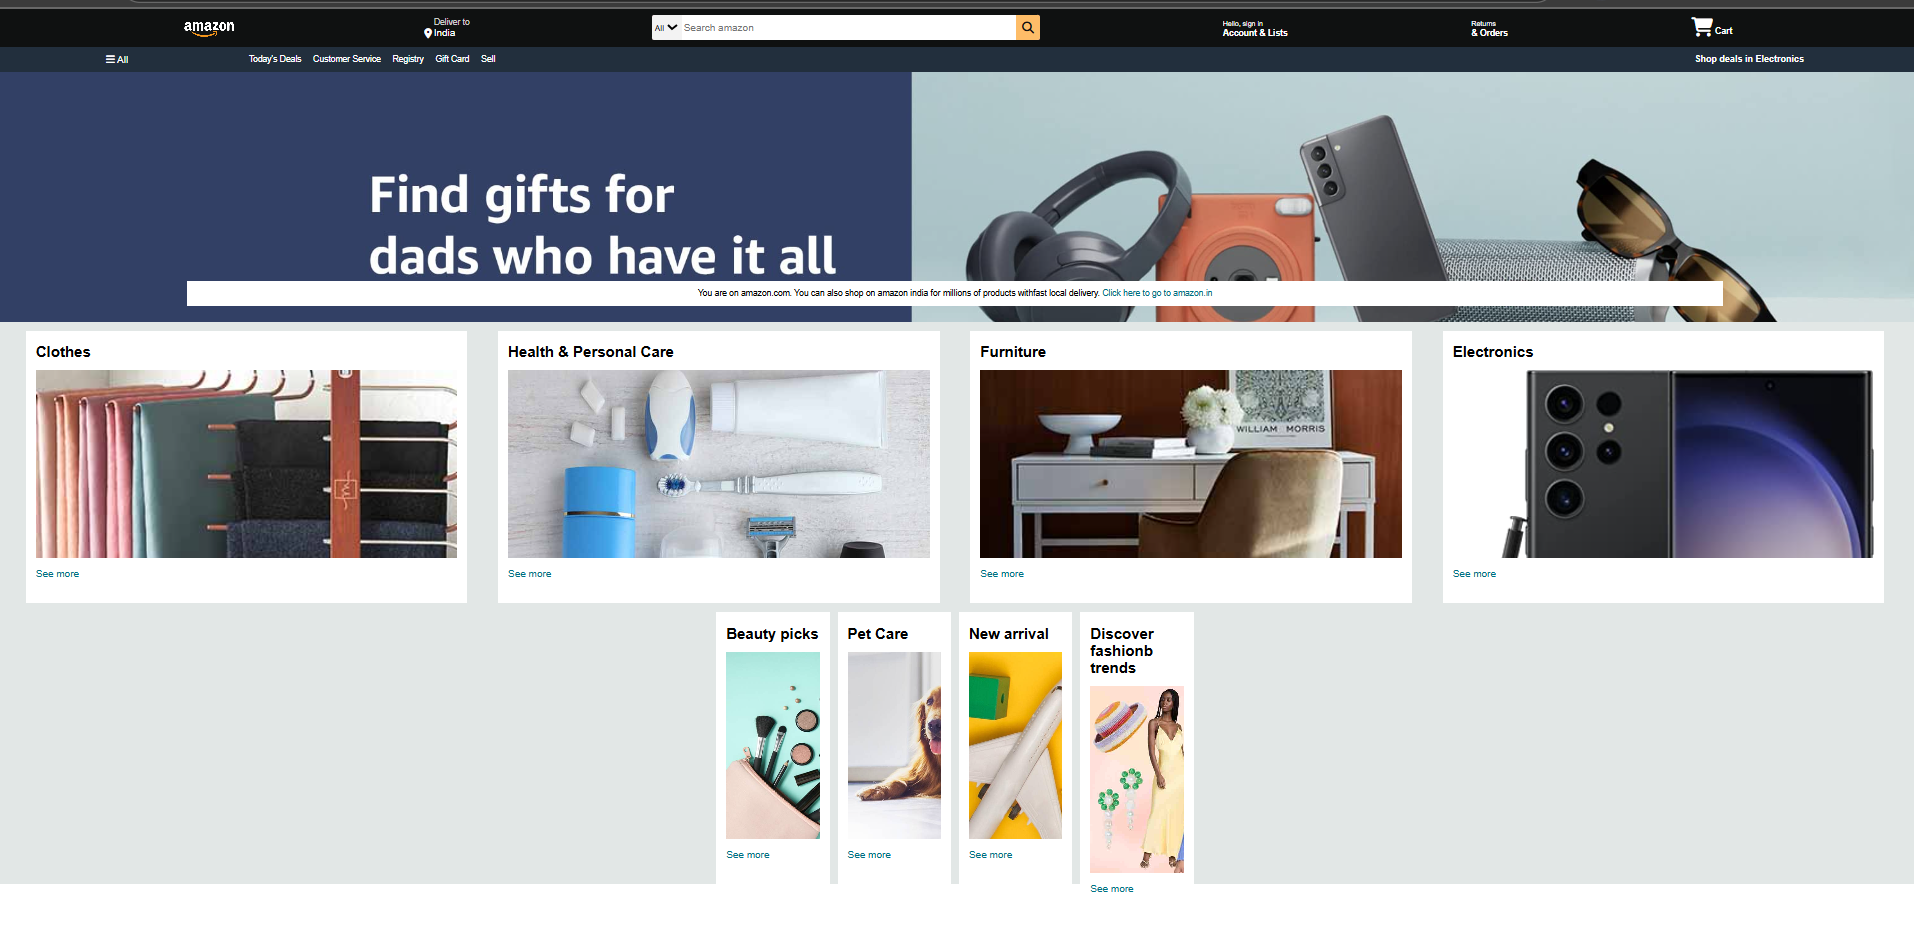 amazon
Deliver to
India
All
Search amazon
Hello, sign in
Account & Lists
Returns
& Orders
Cart
All
Today's Deals
Customer Service
Registry
Gift Card
Sell
Shop deals in Electronics
Find gifts for
dads who have it all
You are on amazon.com. You can also shop on amazon india for millions of products withfast local delivery. Click here to go to amazon.in
Clothes
Health & Personal Care
Furniture
Electronics
WILLIAM MORRIS
See more
See more
See more
See more
Beauty picks
Pet Care
New arrival
Discover
fashionb
trends
See more
See more
See more
See more